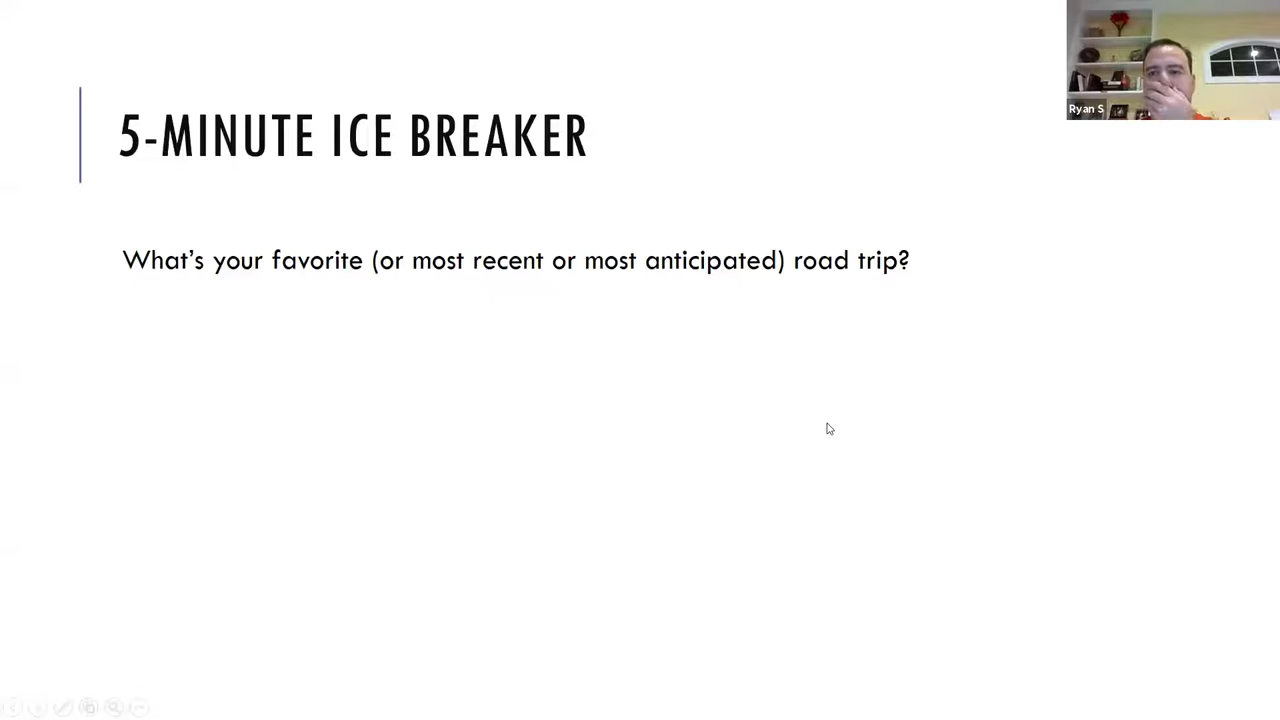 5-MINUTE ICE BREAKER
What's your favorite (or most recent or most anticipated) road trip?
Ryan S